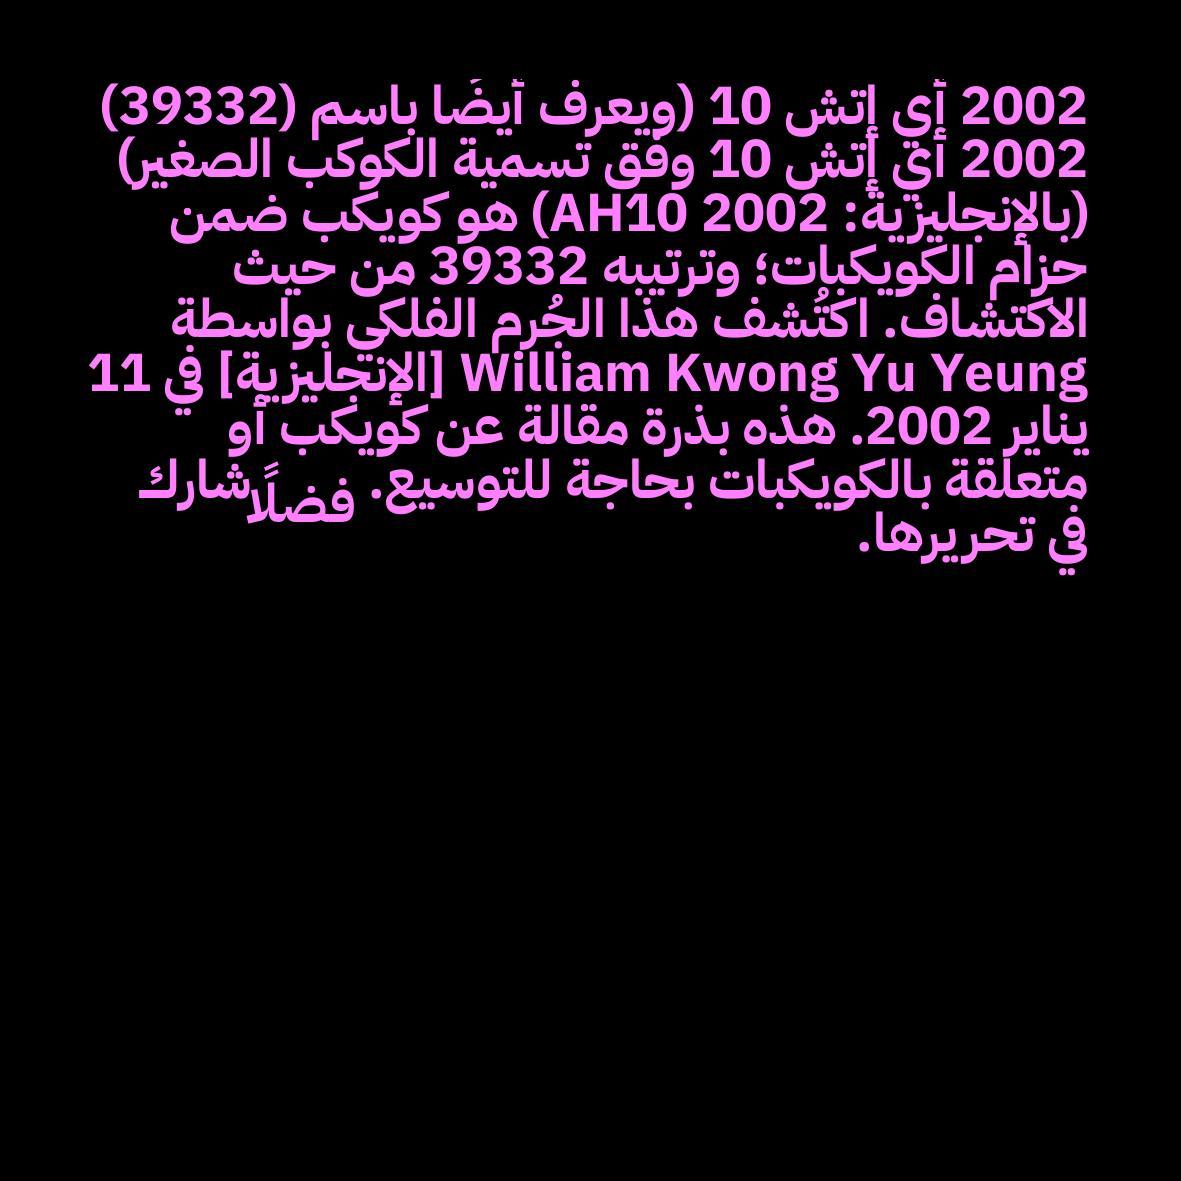 2002 أي إتش 10 (ويعرف أيضًا باسم (39332)
2002 أي إتش 10 وفق تسمية الكوكب الصغير)
(بالإنجليزية: 2002 AH10) هو كويكب ضمن
حزام الكويكبات؛ وترتيبه 39332 من حيث
الاكتشاف. اكتُشف هذا الجُرم الفلكي بواسطة
William Kwong Yu Yeung [الإنجليزية] في 11
يناير 2002. هذه بذرة مقالة عن كويكب أو
متعلقة بالكويكبات بحاجة للتوسيع. فضلًا شارك
في تحريرها.